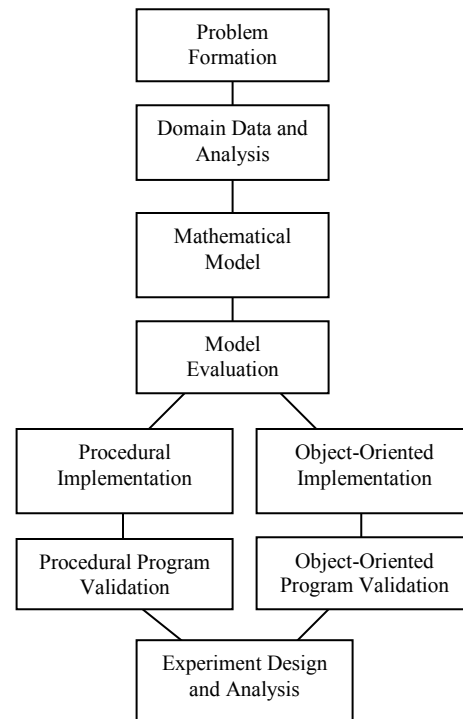 Problem
Formation
Domain Data and
Analysis
Mathematical
Model
Model
Evaluation
Procedural
Implementation
Object-Oriented
Implementation
Procedural Program
Validation
Object-Oriented
Program Validation
Experiment Design
and Analysis